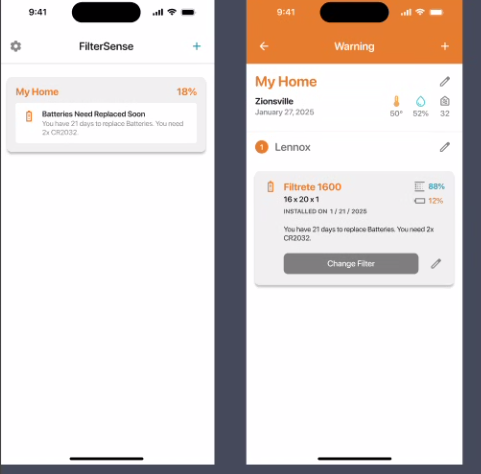 9:41
FilterSense
My Home 18%
Batteries Need Replaced Soon
You have 21 days to replace Batteries. You need
2x CR2032.
9:41
Warning
My Home
Zionsville
January 27, 2025
50° 52% 32
1 Lennox
Filtrete 1600 88%
16 x 20 x 1 12%
INSTALLED ON 1 / 21 / 2025
You have 21 days to replace Batteries. You need 2x
CR2032.
Change Filter